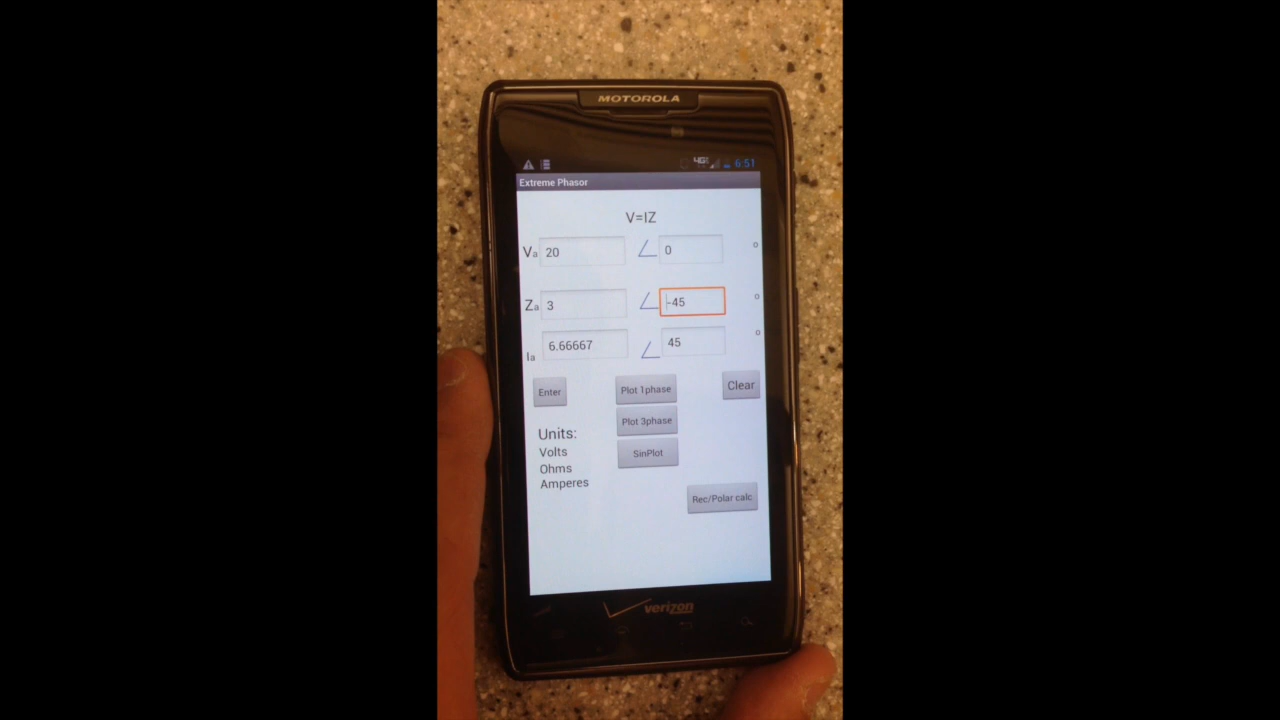 MOTOROLA
4G 6:51
Extreme Phasor
V=IZ
Va 20 ∠ 0 o
Za 3 ∠ -45 o
Ia 6.66667 ∠ 45 o
Enter Plot 1phase Clear
Plot 3phase
Units:
Volts SinPlot
Ohms
Amperes
Rec/Polar calc
verizon